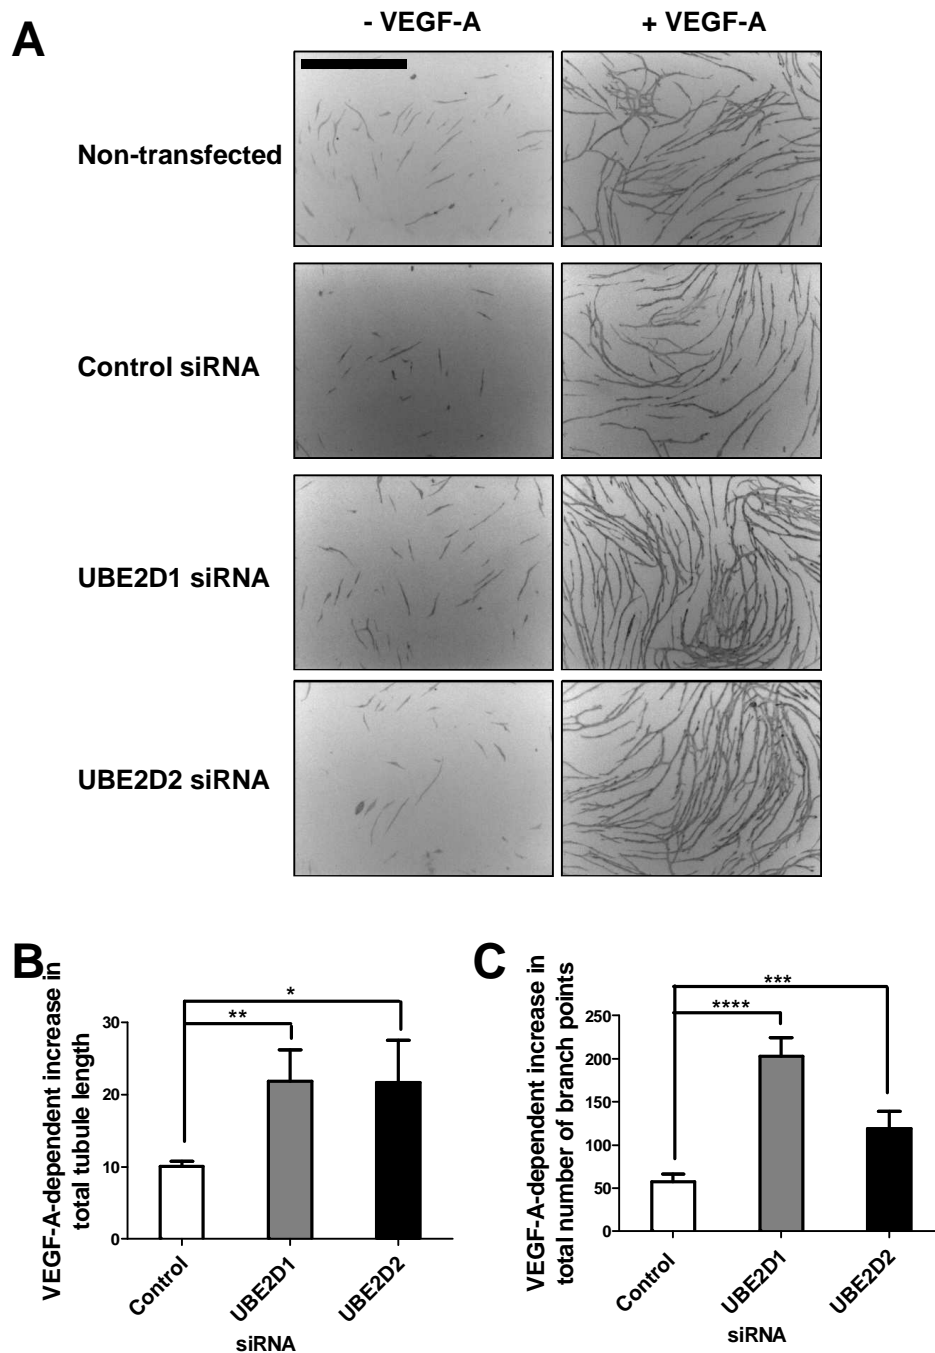 A
- VEGF-A
+ VEGF-A
Non-transfected
Control siRNA
UBE2D1 siRNA
UBE2D2 siRNA
B
VEGF-A-dependent increase in
total tubule length
30
20
10
0
*
**
Control
UBE2D1
UBE2D2
siRNA
C
VEGF-A-dependent increase in
total number of branch points
250
200
150
100
50
0
***
****
Control
UBE2D1
UBE2D2
siRNA